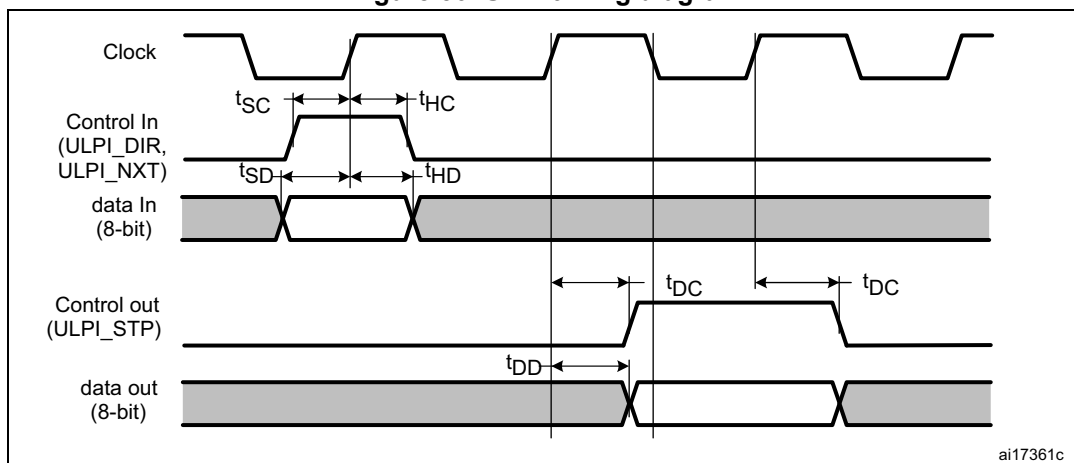 Clock
tSC
tHC
Control In
(ULPI_DIR,
ULPI_NXT)
tSD
tHD
data In
(8-bit)
tDC
tDC
Control out
(ULPI_STP)
tDD
data out
(8-bit)
ai17361c